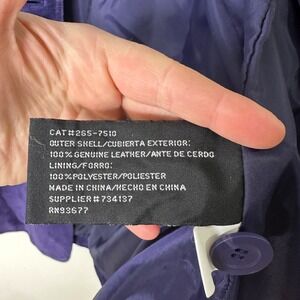 CAT#265-7510
OUTER SHELL/CUBIERTA EXTERIOR:
100% GENUINE LEATHER/ANTE DE CERDO
LINING/FORRO:
100%POLYESTER/POLIESTER
MADE IN CHINA/HECHO EN CHINA
SUPPLIER #734137
RN93677